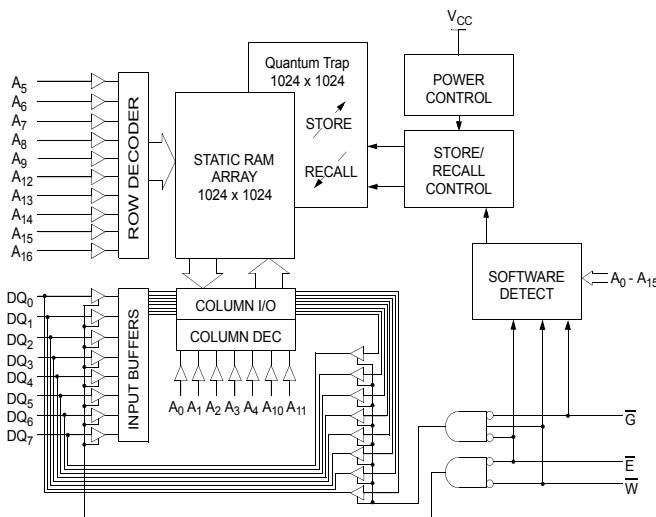 VCC
Quantum Trap
1024 x 1024
STORE
RECALL
POWER
CONTROL
A5
A6
A7
A8
A9
A12
A13
A14
A15
A16
ROW DECODER
STATIC RAM
ARRAY
1024 x 1024
STORE/
RECALL
CONTROL
SOFTWARE
DETECT
A0 - A15
DQ0
DQ1
DQ2
DQ3
DQ4
DQ5
DQ6
DQ7
INPUT BUFFERS
COLUMN I/O
COLUMN DEC
A0 A1 A2 A3 A4 A10 A11
G
E
W